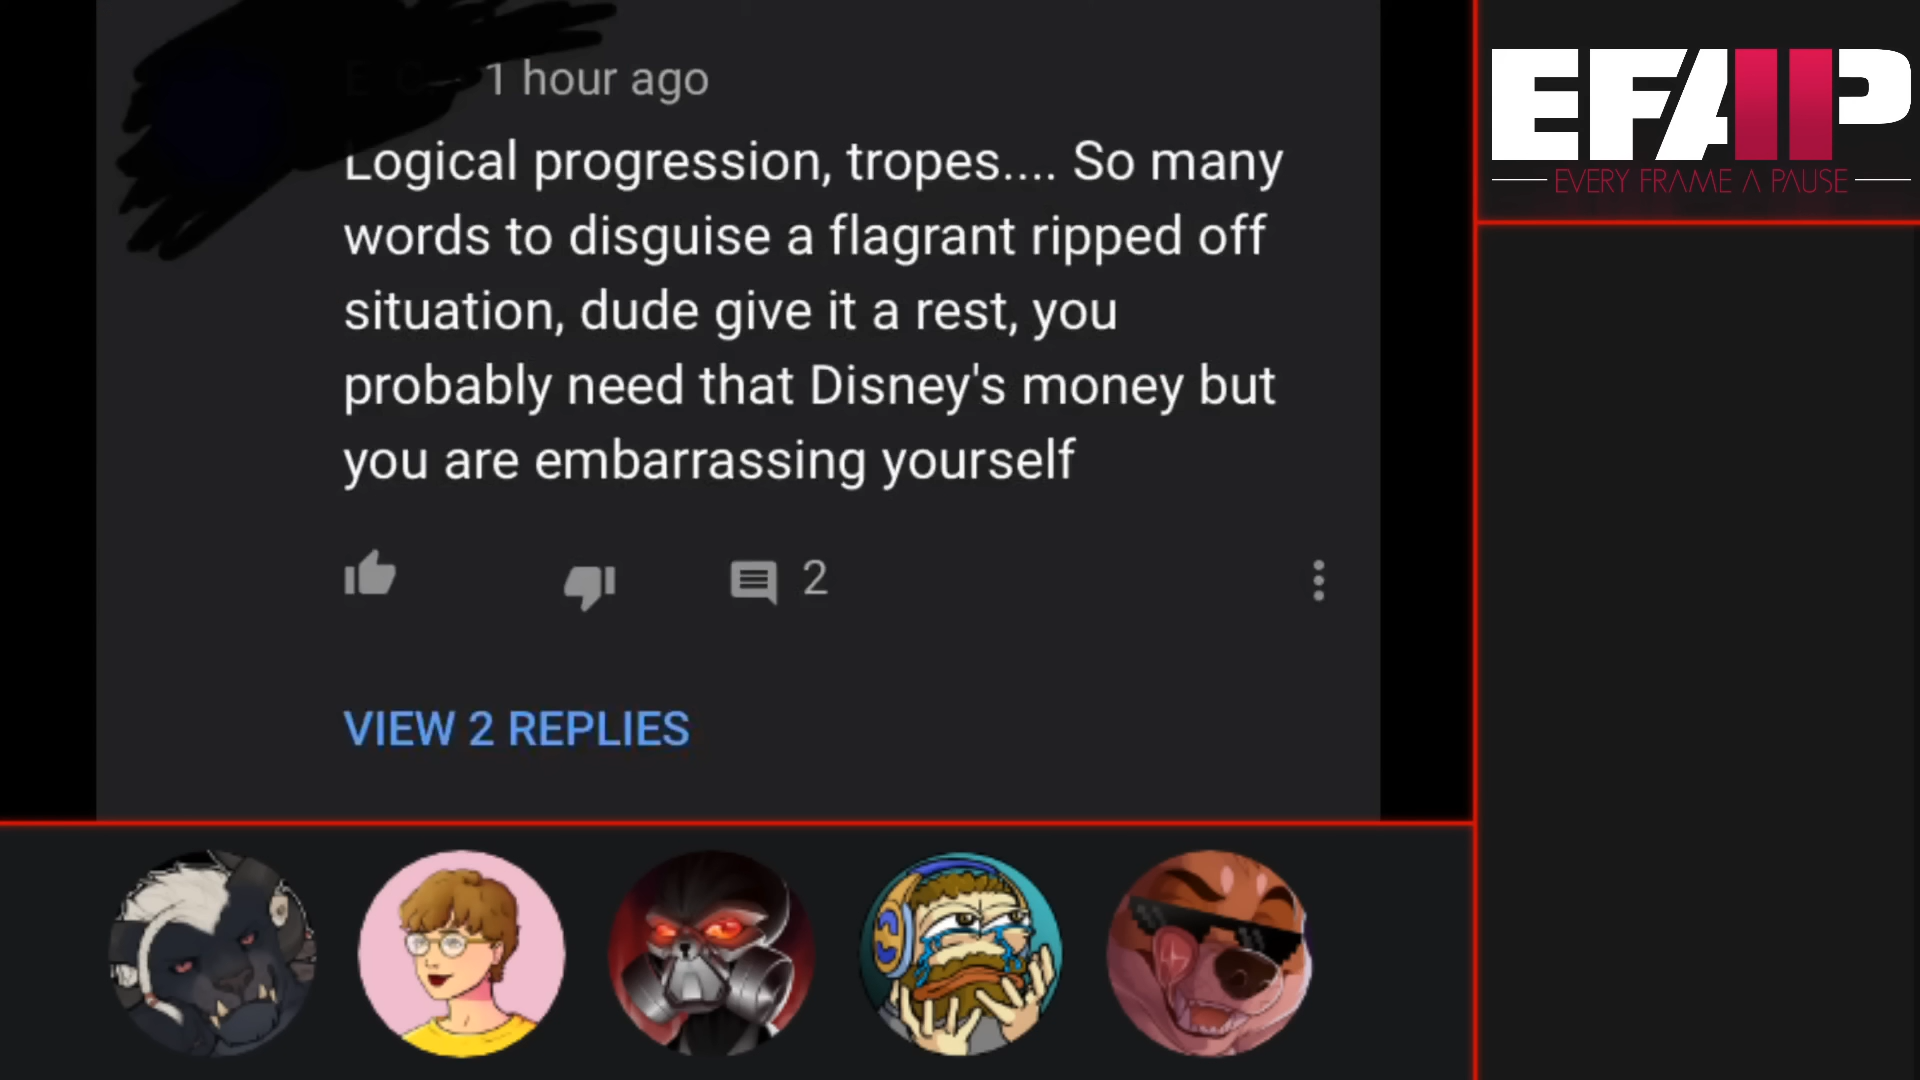 1 hour ago
Logical progression, tropes.... So many
words to disguise a flagrant ripped off
situation, dude give it a rest, you
probably need that Disney's money but
you are embarrassing yourself
2
VIEW 2 REPLIES
EFAP
EVERY FRAME A PAUSE